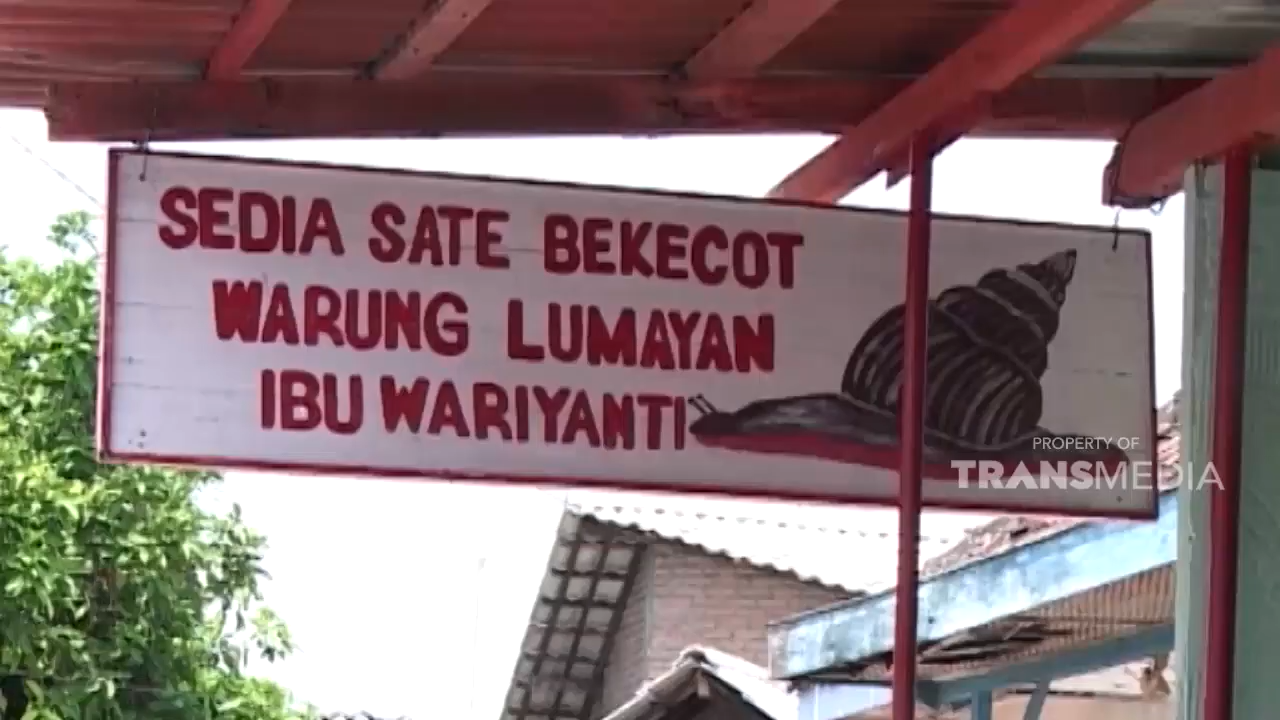 SEDIA SATE BEKECOT
WARUNG LUMAYAN
IBU WARIYANTI
PROPERTY OF
TRANSMEDIA